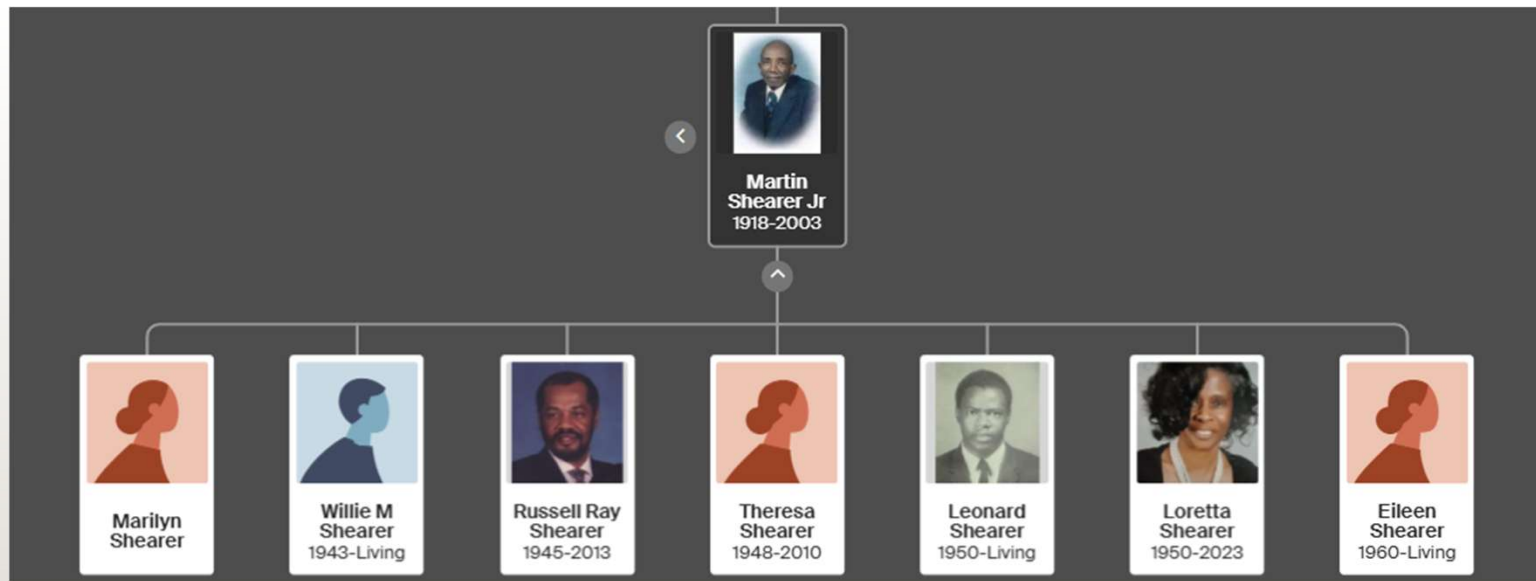 Martin
Shearer Jr
1918-2003
Marilyn
Shearer
Willie M
Shearer
1943-Living
Russell Ray
Shearer
1945-2013
Theresa
Shearer
1948-2010
Leonard
Shearer
1950-Living
Loretta
Shearer
1950-2023
Eileen
Shearer
1960-Living